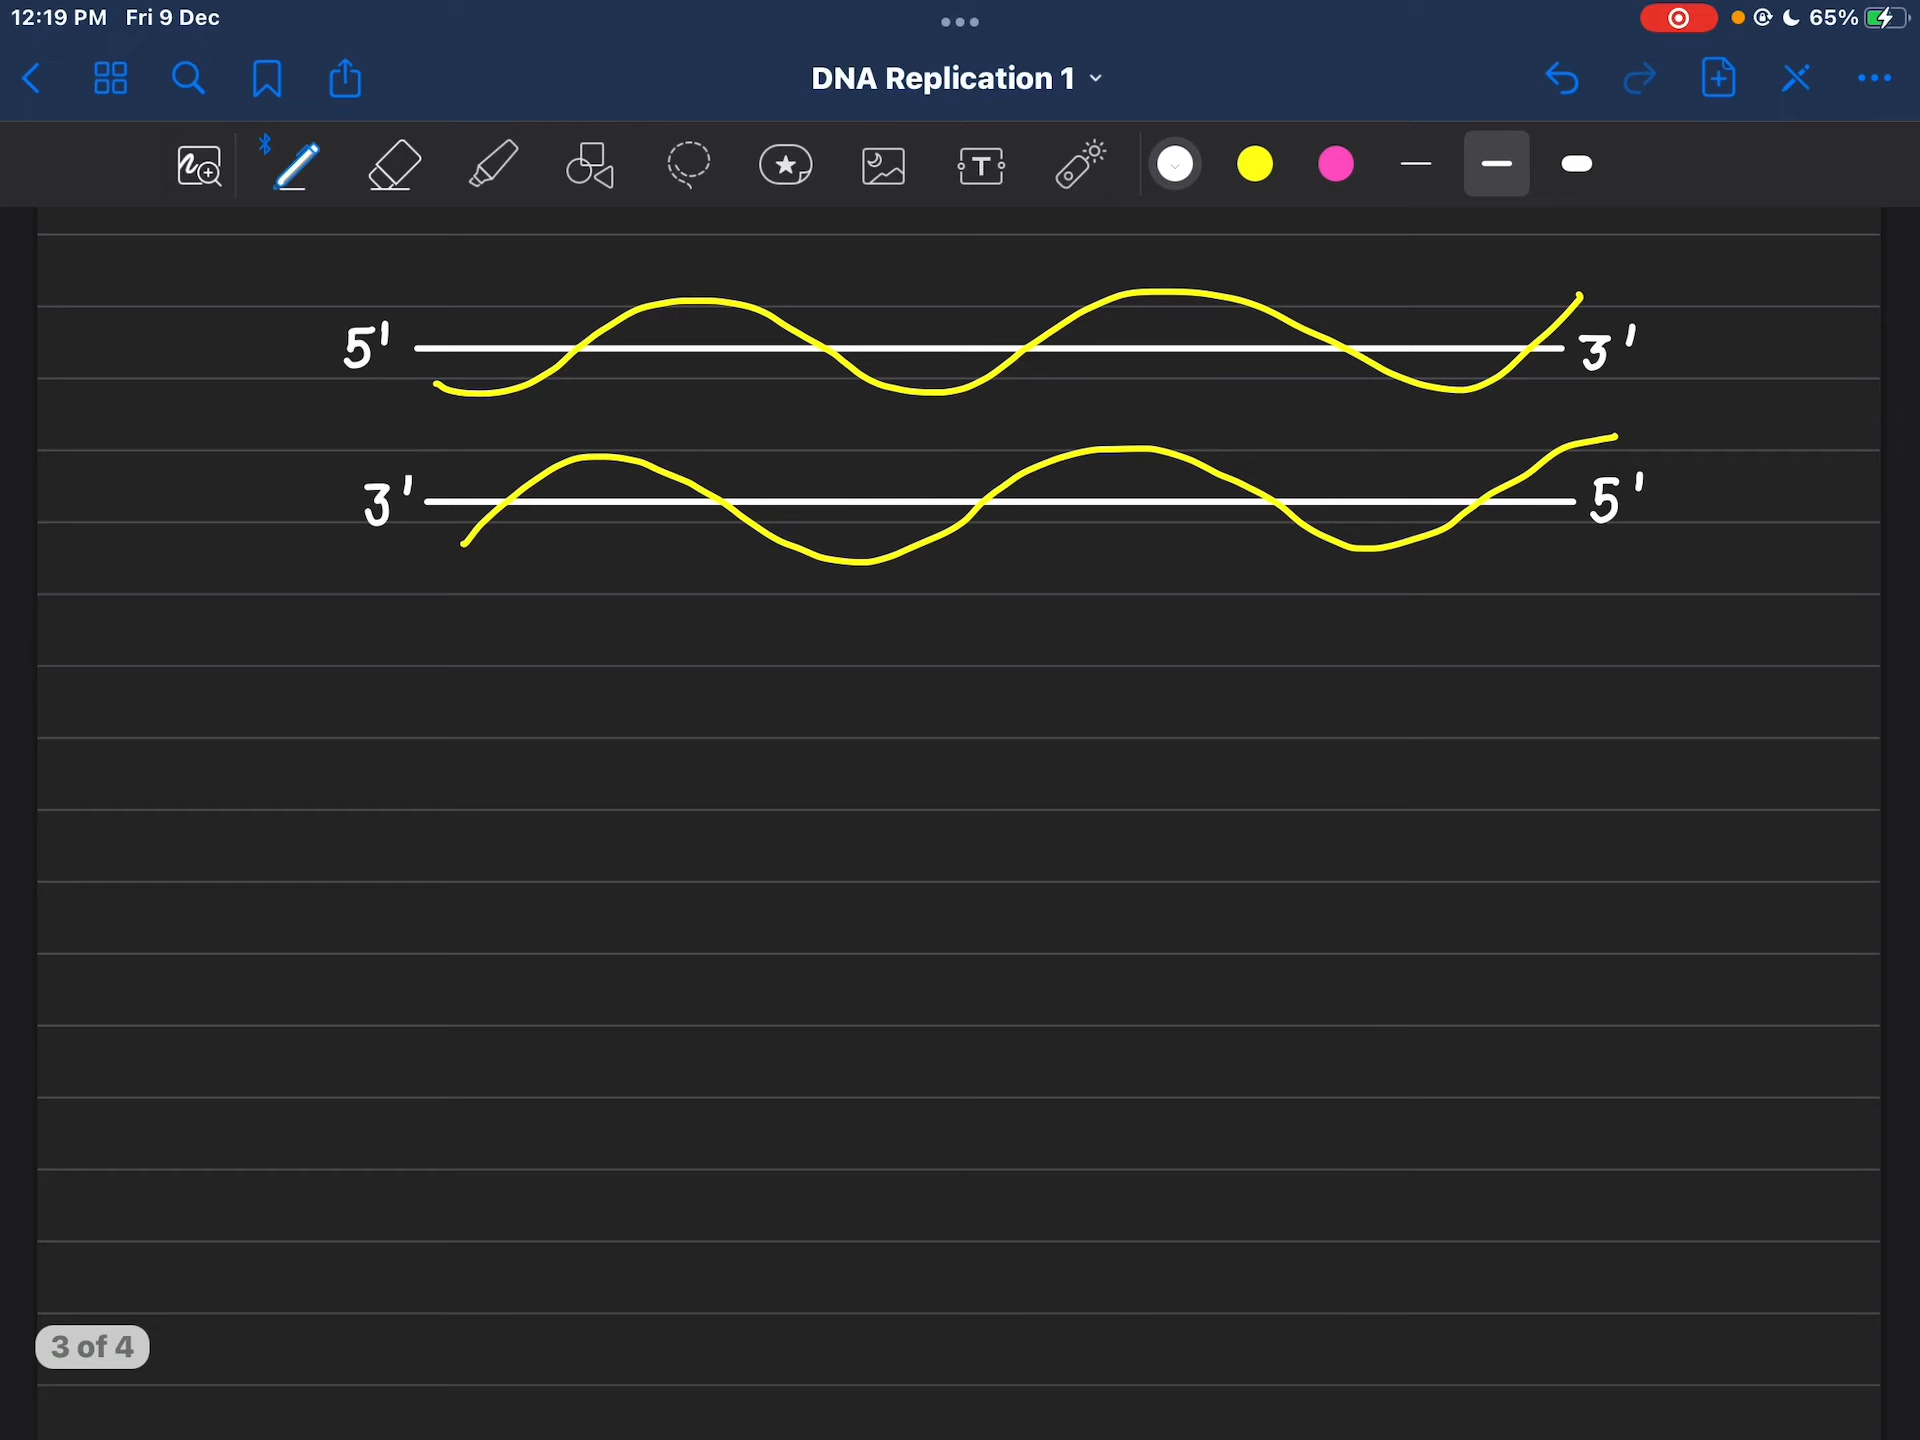 12:19 PM Fri 9 Dec
65%
DNA Replication 1
5' 3'
3' 5'
3 of 4